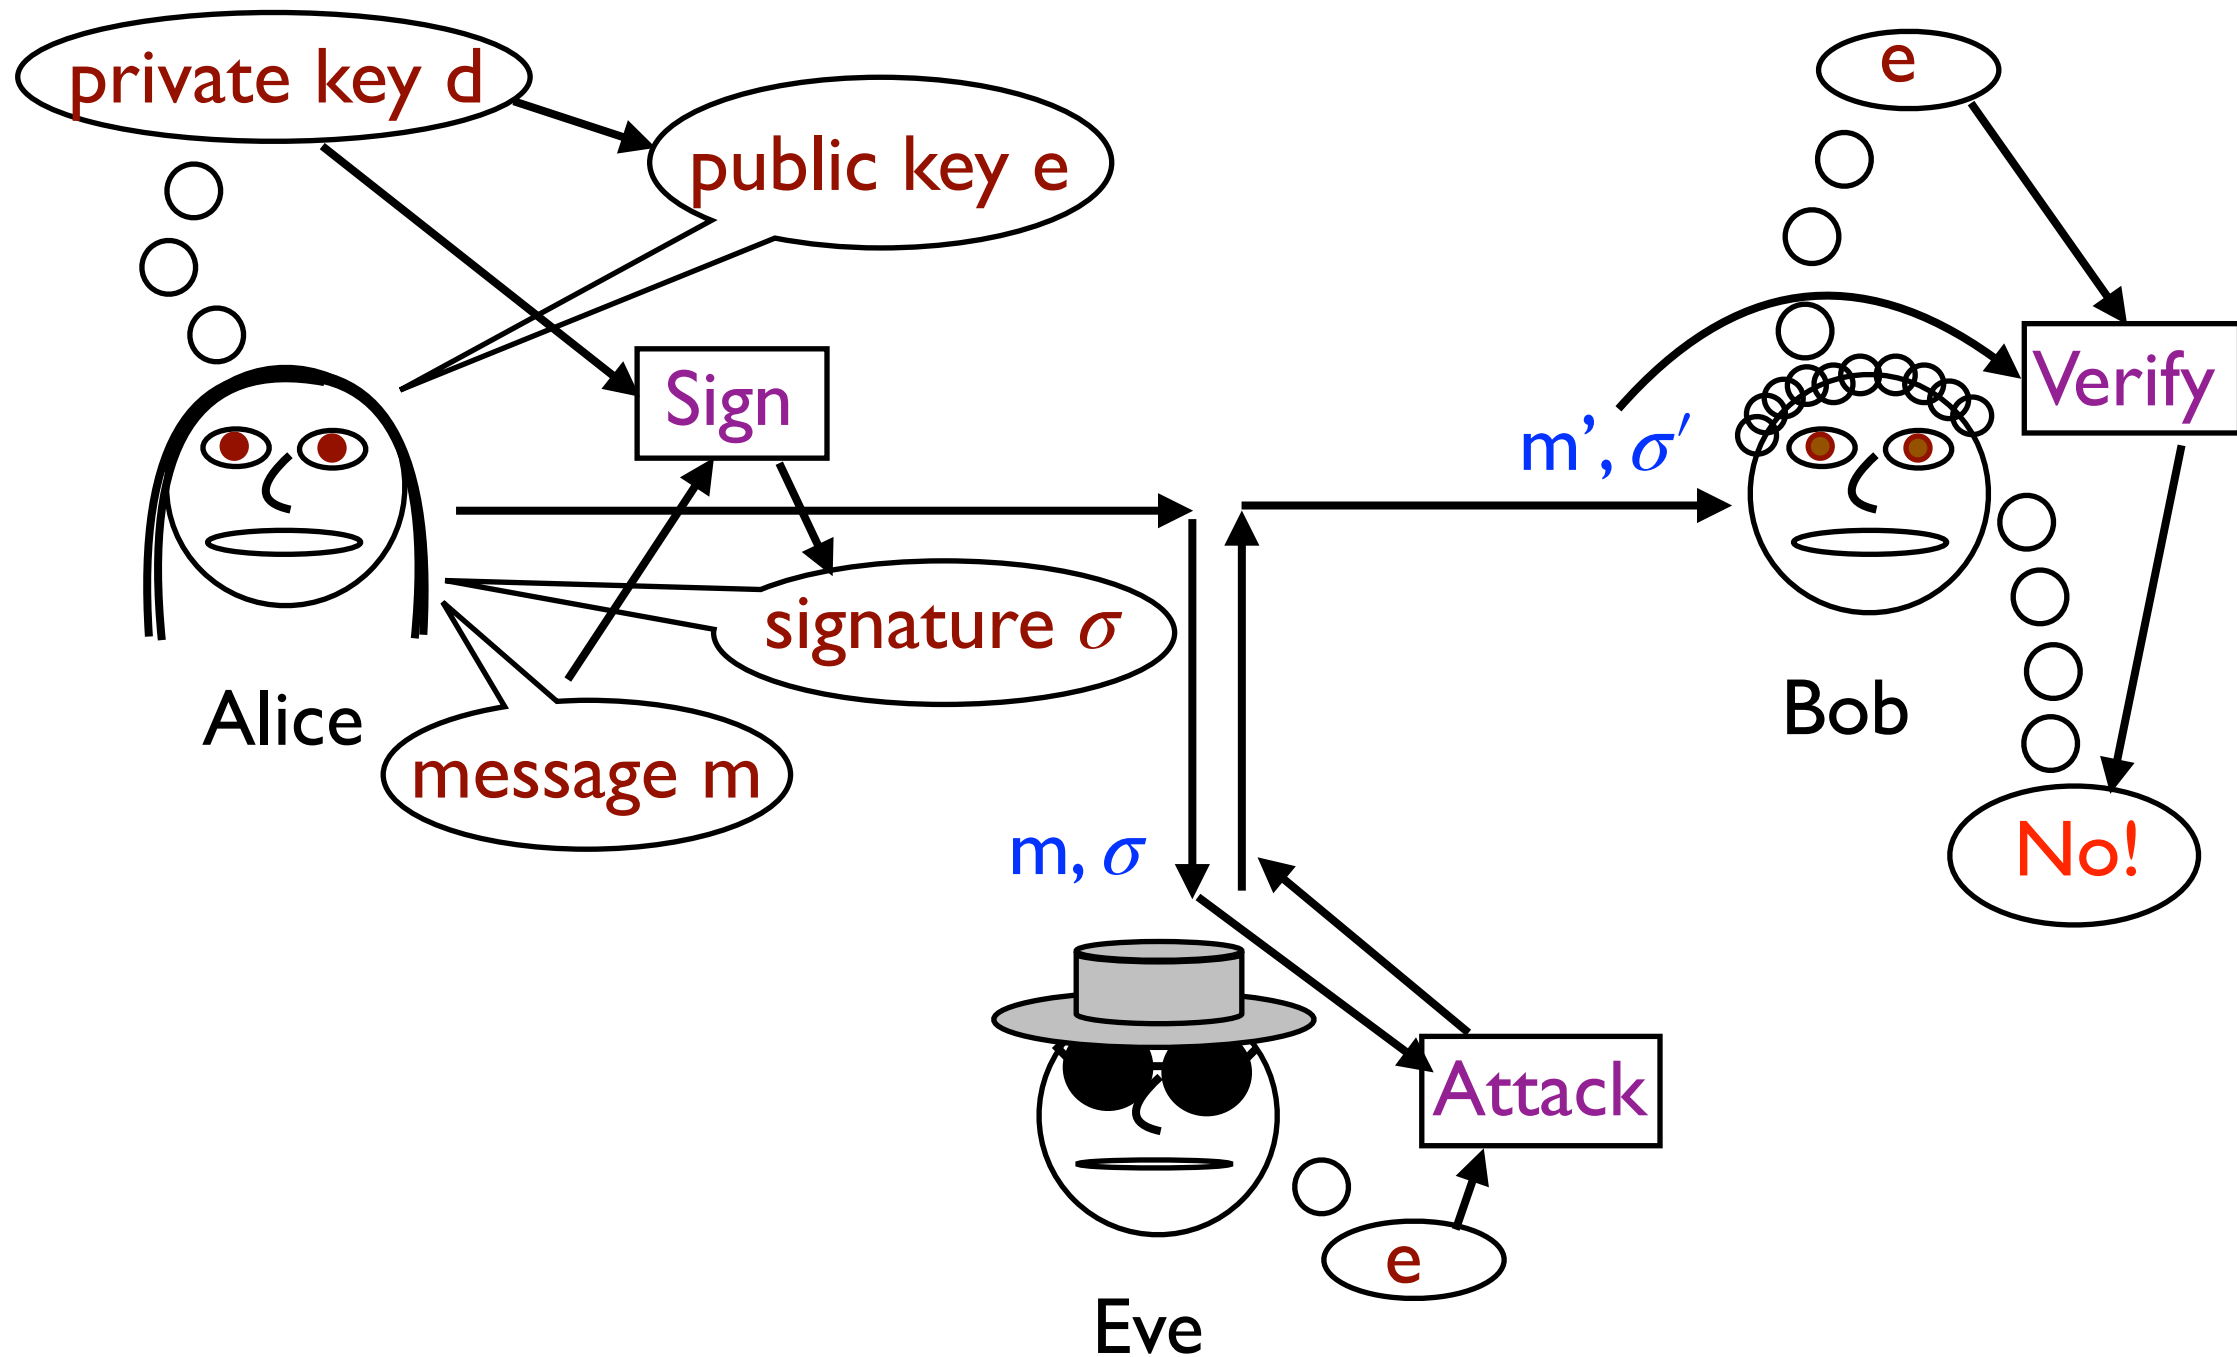 private key d
public key e
e
Sign
Verify
m’, σ′
signature σ
Alice
Bob
message m
m, σ
No!
Attack
e
Eve